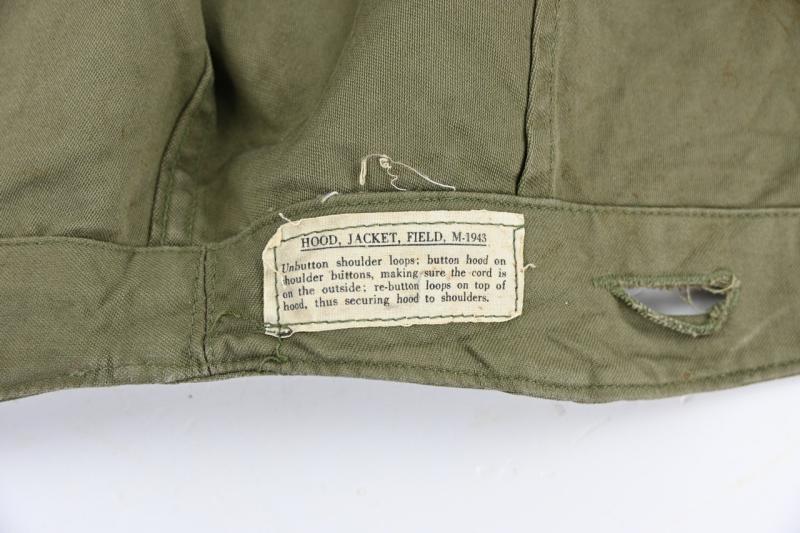 HOOD, JACKET, FIELD, M-1943
Unbutton shoulder loops; button hood on
shoulder buttons, making sure the cord is
on the outside; re-button loops on top of
hood, thus securing hood to shoulders.